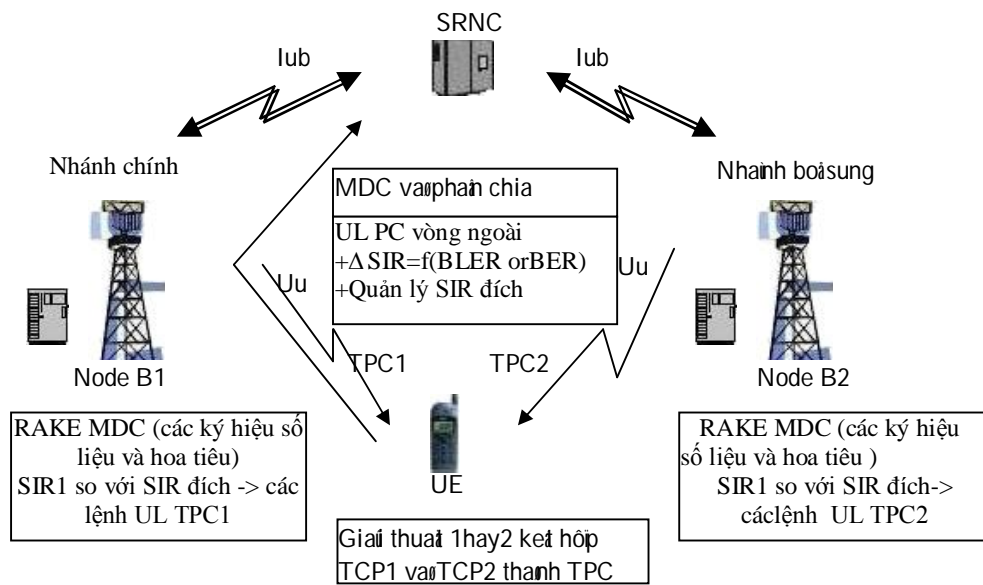 SRNC
Iub
Iub
Nhánh chính
Nhaình boåsung
MDC vaøphaân chia
UL PC vòng ngoài
+Δ SIR=f(BLER orBER)
+Quản lý SIR đích
Uu
Uu
TPC1
TPC2
Node B1
Node B2
UE
RAKE MDC (các ký hiệu số
liệu và hoa tiêu)
SIR1 so với SIR đích -> các
lệnh UL TPC1
RAKE MDC (các ký hiệu
số liệu và hoa tiêu )
SIR1 so với SIR đích->
cáclệnh UL TPC2
Giaûi thuaät 1hay2 keát hôïp
TCP1 vaøTCP2 thaønh TPC